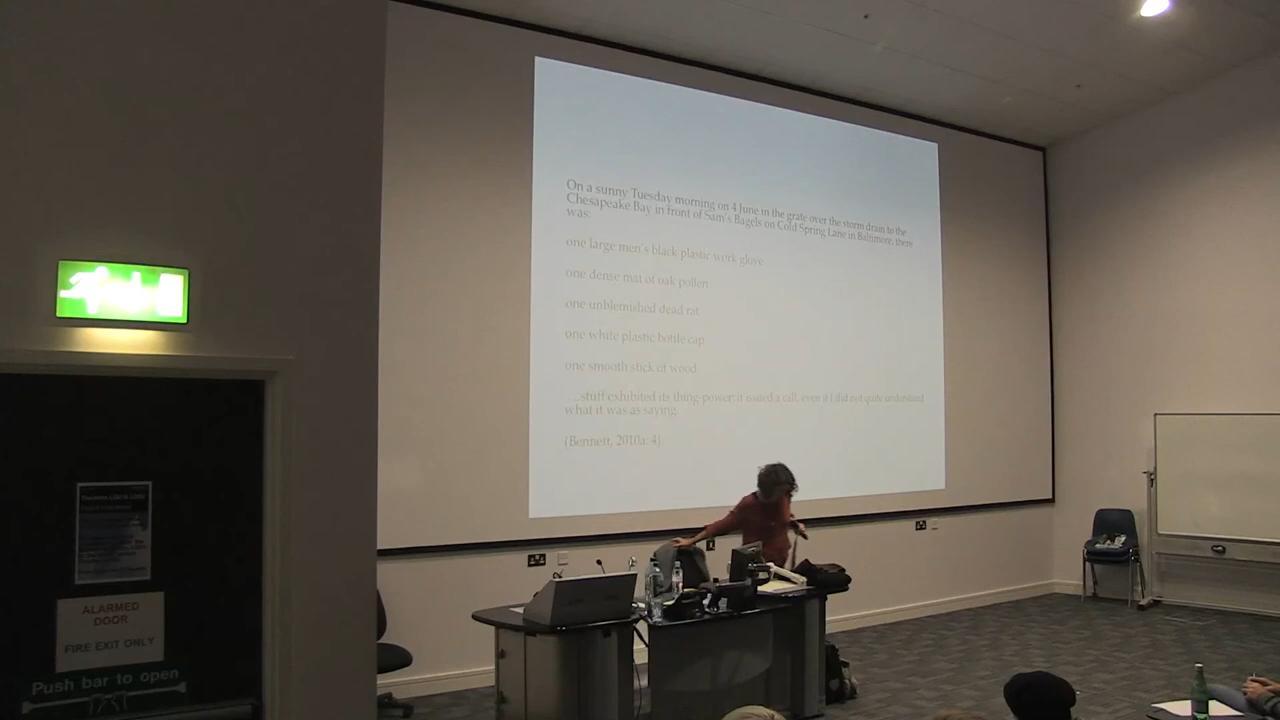 On a sunny Tuesday morning on 4 June in the grate over the storm drain to the
Chesapeake Bay in front of Sam's Bagels on Cold Spring Lane in Baltimore, there
was:
one large men's black plastic work glove
one dense mat of oak pollen
one unblemished dead rat
one white plastic bottle cap
one smooth stick of wood
…stuff exhibited its thing-power: it issued a call, even if I did not quite understand
what it was as saying.
(Bennett, 2010a: 4)
ALARMED
DOOR
FIRE EXIT ONLY
Push bar to open